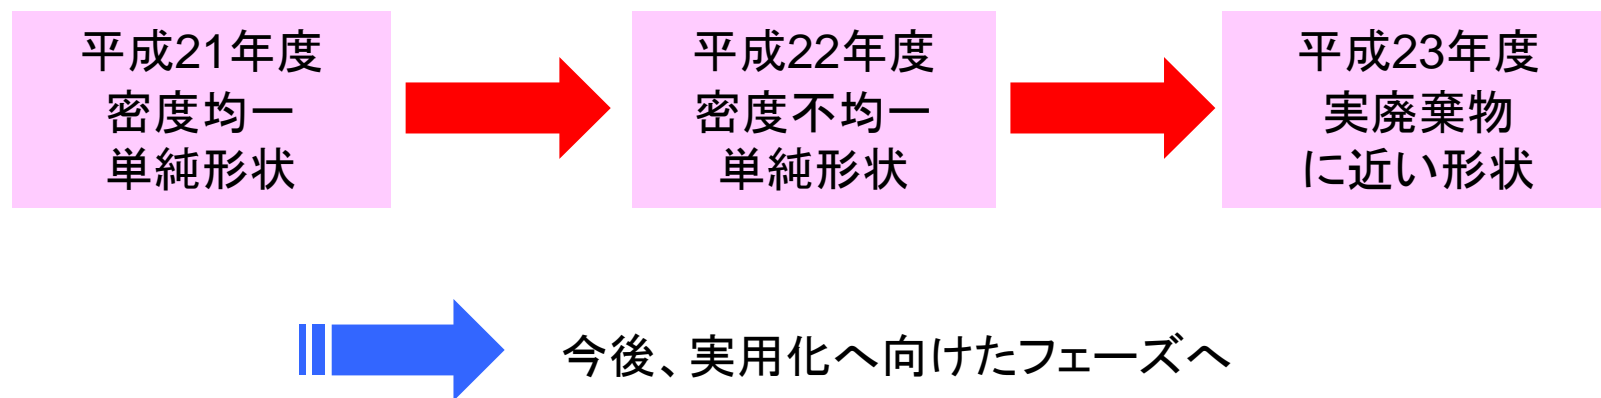 平成21年度
密度均一
単純形状
平成22年度
密度不均一
単純形状
平成23年度
実廃棄物
に近い形状
今後、実用化へ向けたフェーズへ